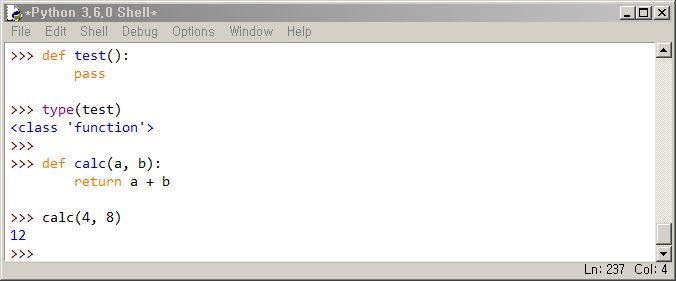 *Python 3.6.0 Shell*
File Edit Shell Debug Options Window Help
>>> def test():
        pass

>>> type(test)
<class 'function'>
>>>
>>> def calc(a, b):
        return a + b

>>> calc(4, 8)
12
>>>
Ln: 237 Col: 4